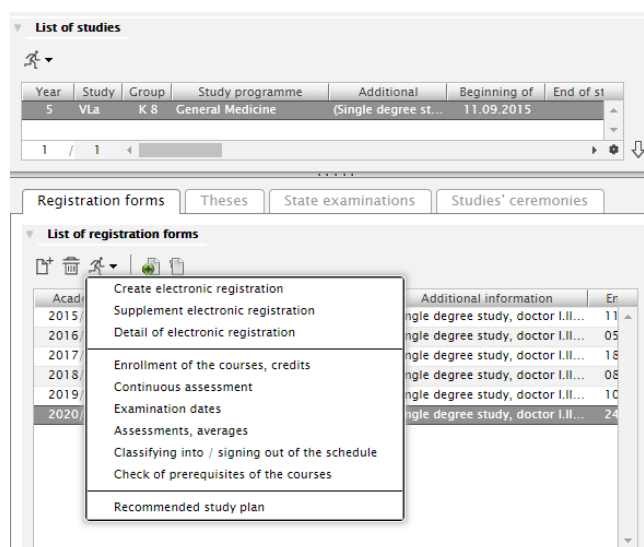 List of studies
Year Study Group Study programme Additional Beginning of End of st
5 VLa K 8 General Medicine (Single degree st... 11.09.2015
1 / 1
Registration forms Theses State examinations Studies' ceremonies
List of registration forms
Create electronic registration
Supplement electronic registration
Detail of electronic registration
Enrollment of the courses, credits
Continuous assessment
Examination dates
Assessments, averages
Classifying into / signing out of the schedule
Check of prerequisites of the courses
Recommended study plan
Acad Additional information En
2015/ ngle degree study, doctor I.II... 11
2016/ ngle degree study, doctor I.II... 05
2017/ ngle degree study, doctor I.II... 18
2018/ ngle degree study, doctor I.II... 08
2019/ ngle degree study, doctor I.II... 10
2020/ ngle degree study, doctor I.II... 24